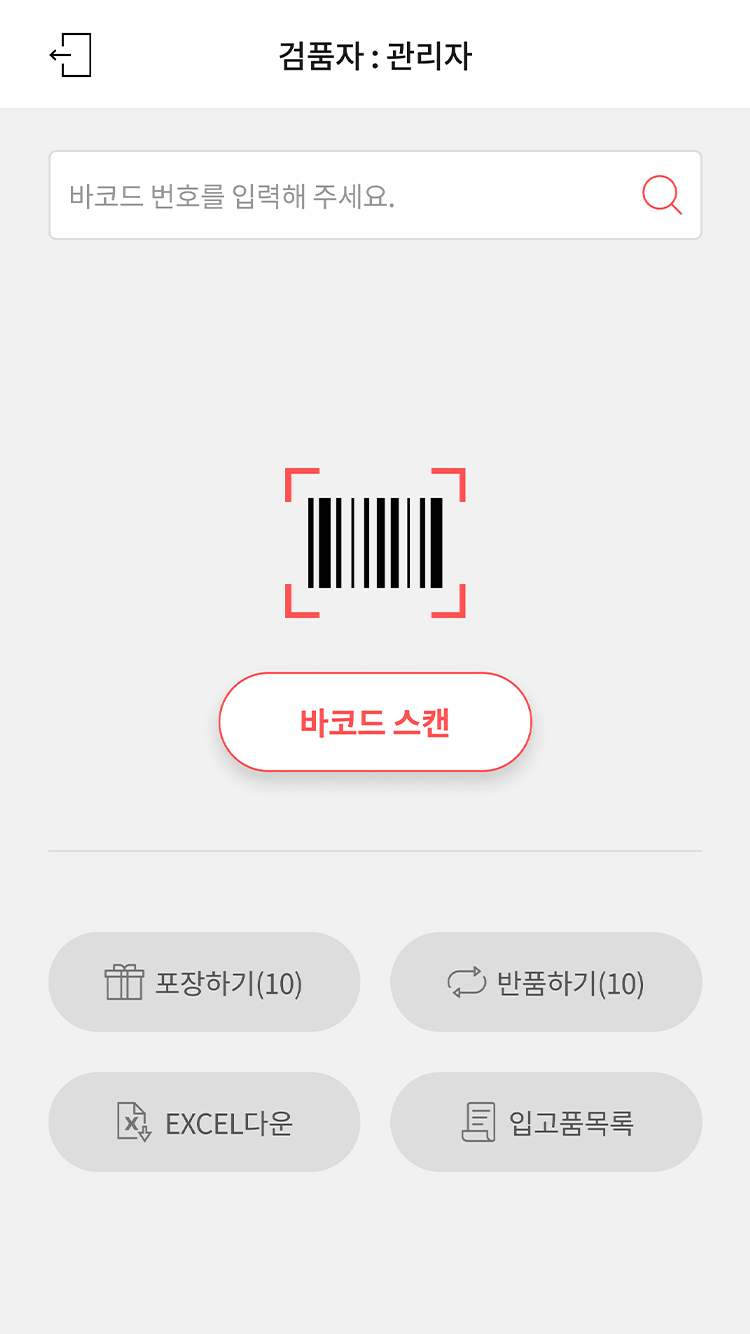 검품자 : 관리자
바코드 번호를 입력해 주세요.
바코드 스캔
포장하기(10)
반품하기(10)
EXCEL다운
입고품목록